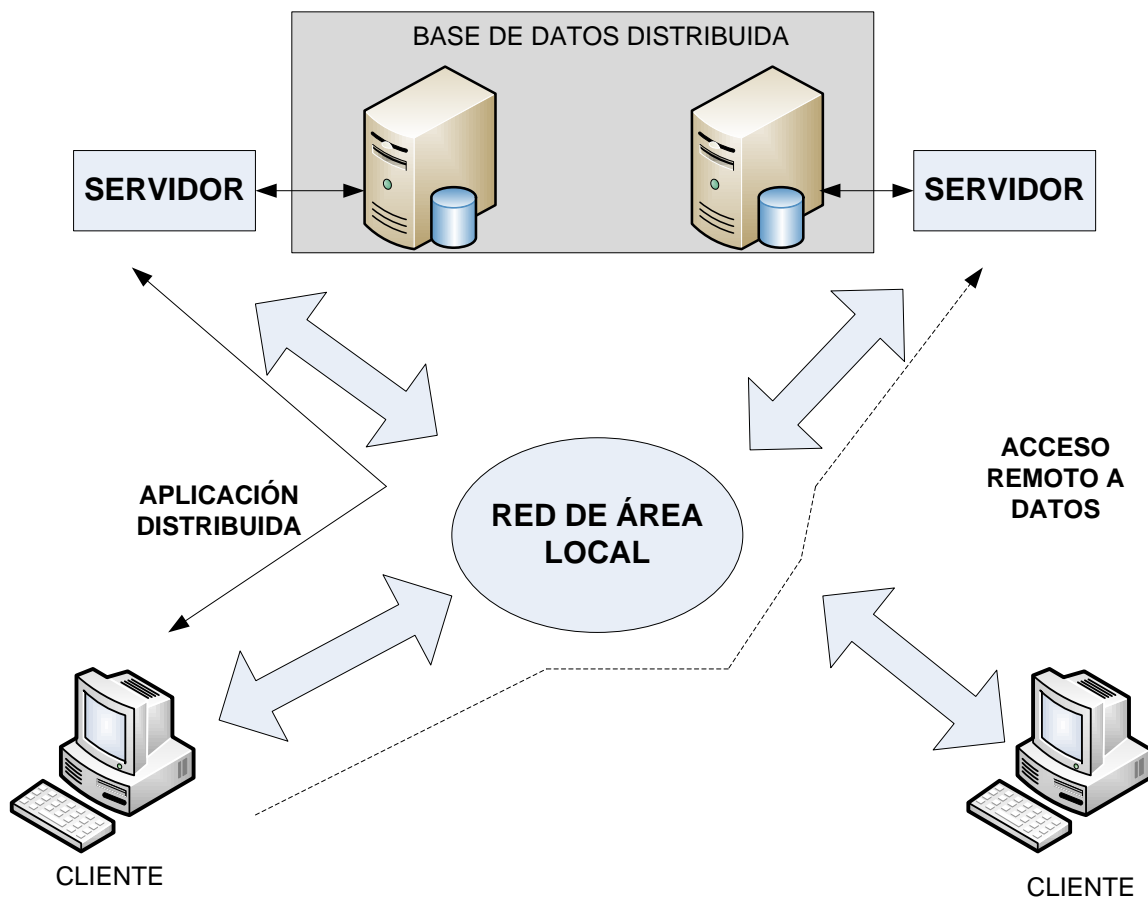 BASE DE DATOS DISTRIBUIDA
SERVIDOR
SERVIDOR
APLICACIÓN
DISTRIBUIDA
RED DE ÁREA
LOCAL
ACCESO
REMOTO A
DATOS
CLIENTE
CLIENTE